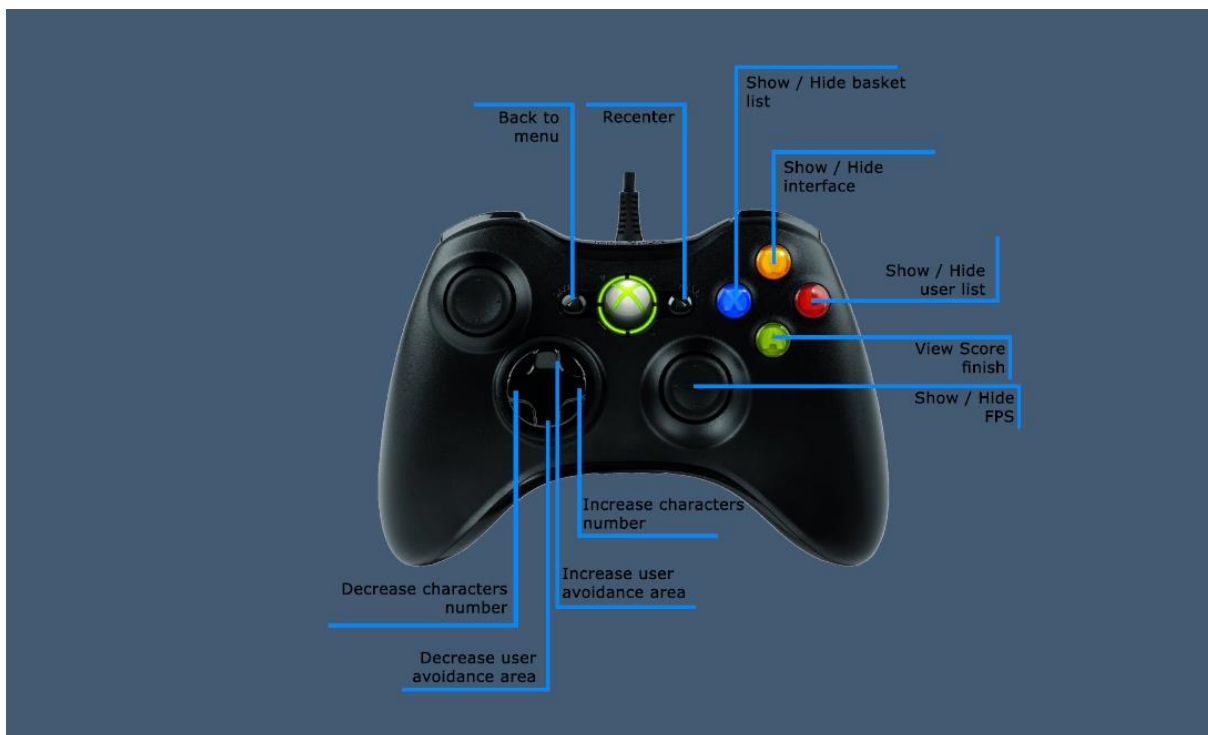 Show / Hide basket
list
Back to
menu
Recenter
Show / Hide
interface
Show / Hide
user list
X
A
View Score
finish
Show / Hide
FPS
Increase characters
number
Increase user
avoidance area
Decrease characters
number
Decrease user
avoidance area